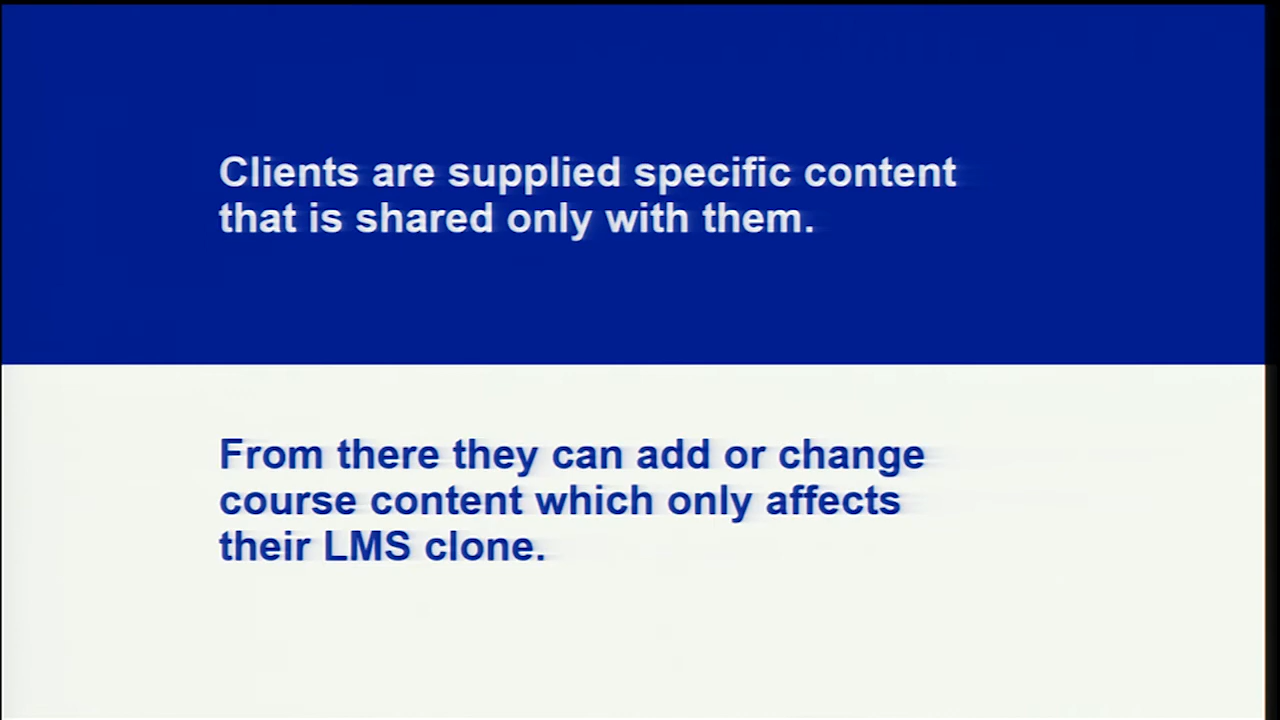 Clients are supplied specific content
that is shared only with them.
From there they can add or change
course content which only affects
their LMS clone.